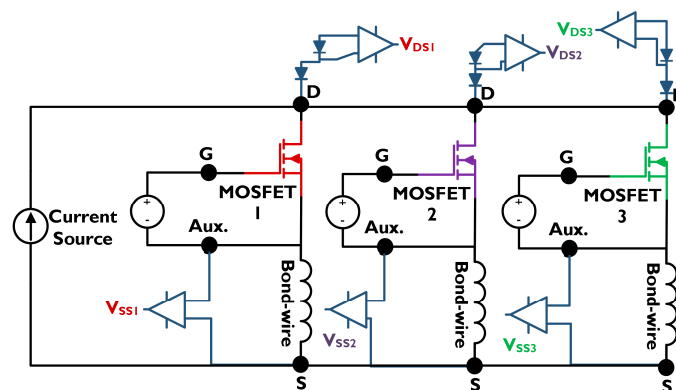 VDS1
VDS2
VDS3
D
D
G
MOSFET
1
G
MOSFET
2
G
MOSFET
3
+
-
+
-
+
-
Current
Source
Aux.
Aux.
Aux.
Bond-wire
Bond-wire
Bond-wire
VSS1
VSS2
VSS3
S
S
S